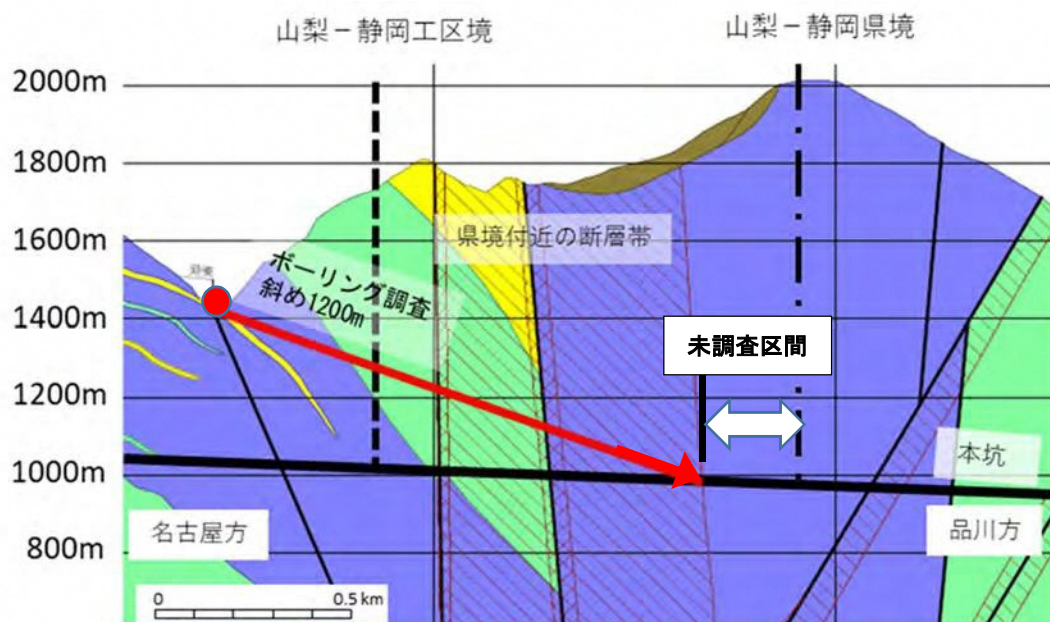 山梨－静岡工区境
山梨－静岡県境
2000m
1800m
1600m
1400m
1200m
1000m
800m
県境付近の断層帯
ボーリング調査
斜め1200m
未調査区間
本坑
名古屋方
品川方
0
0.5 km